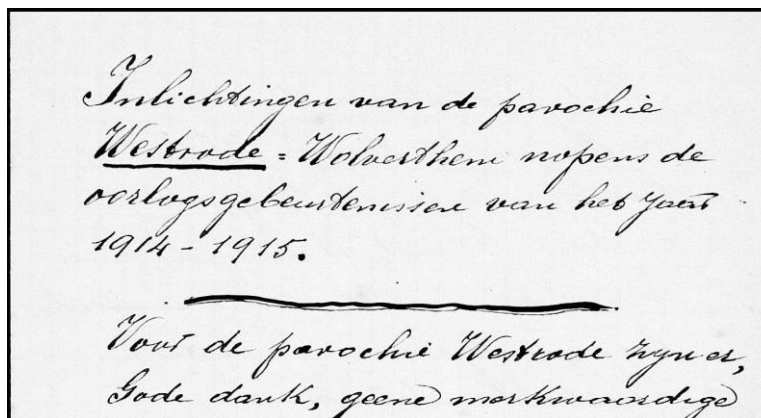 Inlichtingen van de parochie
Westrode = Wolverthem nopens de
oorlogsgebeurtenissen van het jaar
1914 - 1915.
Voor de parochie Westrode zyn er,
Gode dank, geene merkwaardige